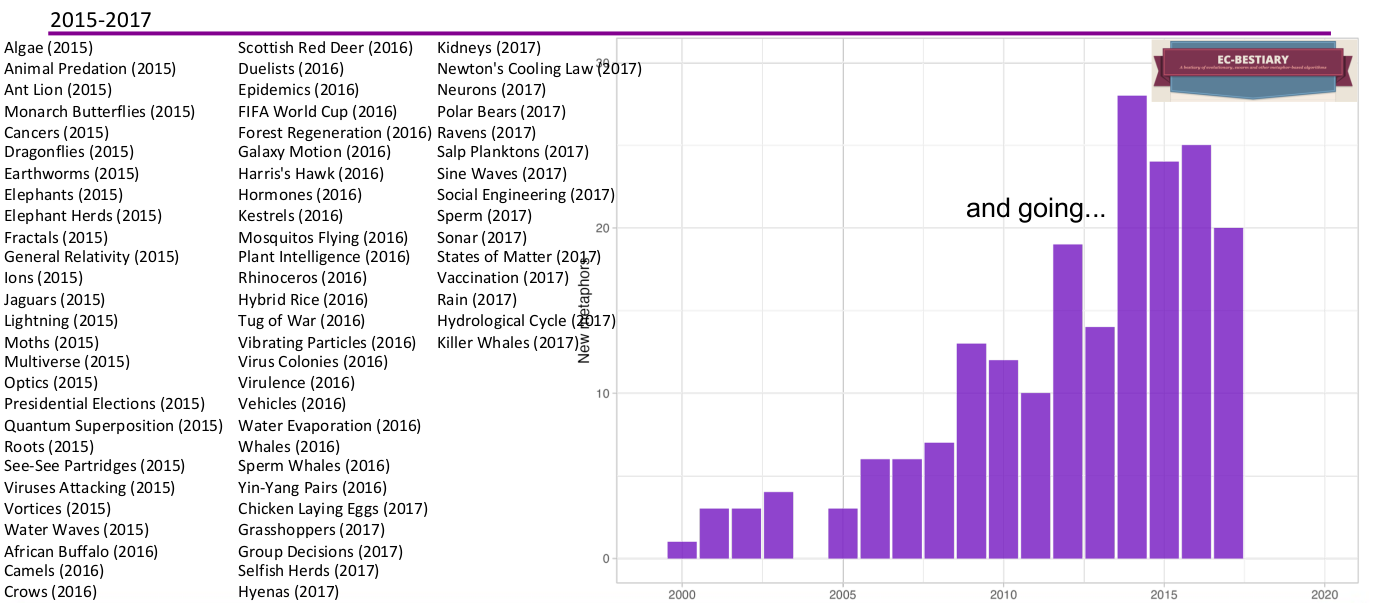 2015-2017
Algae (2015)
Animal Predation (2015)
Ant Lion (2015)
Monarch Butterflies (2015)
Cancers (2015)
Dragonflies (2015)
Earthworms (2015)
Elephants (2015)
Elephant Herds (2015)
Fractals (2015)
General Relativity (2015)
Ions (2015)
Jaguars (2015)
Lightning (2015)
Moths (2015)
Multiverse (2015)
Optics (2015)
Presidential Elections (2015)
Quantum Superposition (2015)
Roots (2015)
See-See Partridges (2015)
Viruses Attacking (2015)
Vortices (2015)
Water Waves (2015)
African Buffalo (2016)
Camels (2016)
Crows (2016)
Scottish Red Deer (2016)
Duelists (2016)
Epidemics (2016)
FIFA World Cup (2016)
Forest Regeneration (2016)
Galaxy Motion (2016)
Harris's Hawk (2016)
Hormones (2016)
Kestrels (2016)
Mosquitos Flying (2016)
Plant Intelligence (2016)
Rhinoceros (2016)
Hybrid Rice (2016)
Tug of War (2016)
Vibrating Particles (2016)
Virus Colonies (2016)
Virulence (2016)
Vehicles (2016)
Water Evaporation (2016)
Whales (2016)
Sperm Whales (2016)
Yin-Yang Pairs (2016)
Chicken Laying Eggs (2017)
Grasshoppers (2017)
Group Decisions (2017)
Selfish Herds (2017)
Hyenas (2017)
Kidneys (2017)
Newton's Cooling Law (2017)
Neurons (2017)
Polar Bears (2017)
Ravens (2017)
Salp Planktons (2017)
Sine Waves (2017)
Social Engineering (2017)
Sperm (2017)
Sonar (2017)
States of Matter (2017)
Vaccination (2017)
Rain (2017)
Hydrological Cycle (2017)
Killer Whales (2017)
EC-BESTIARY
A bestiary of evolutionary, swarm and other metaphor-based algorithms
and going...
New metaphors
30
20
10
0
2000
2005
2010
2015
2020